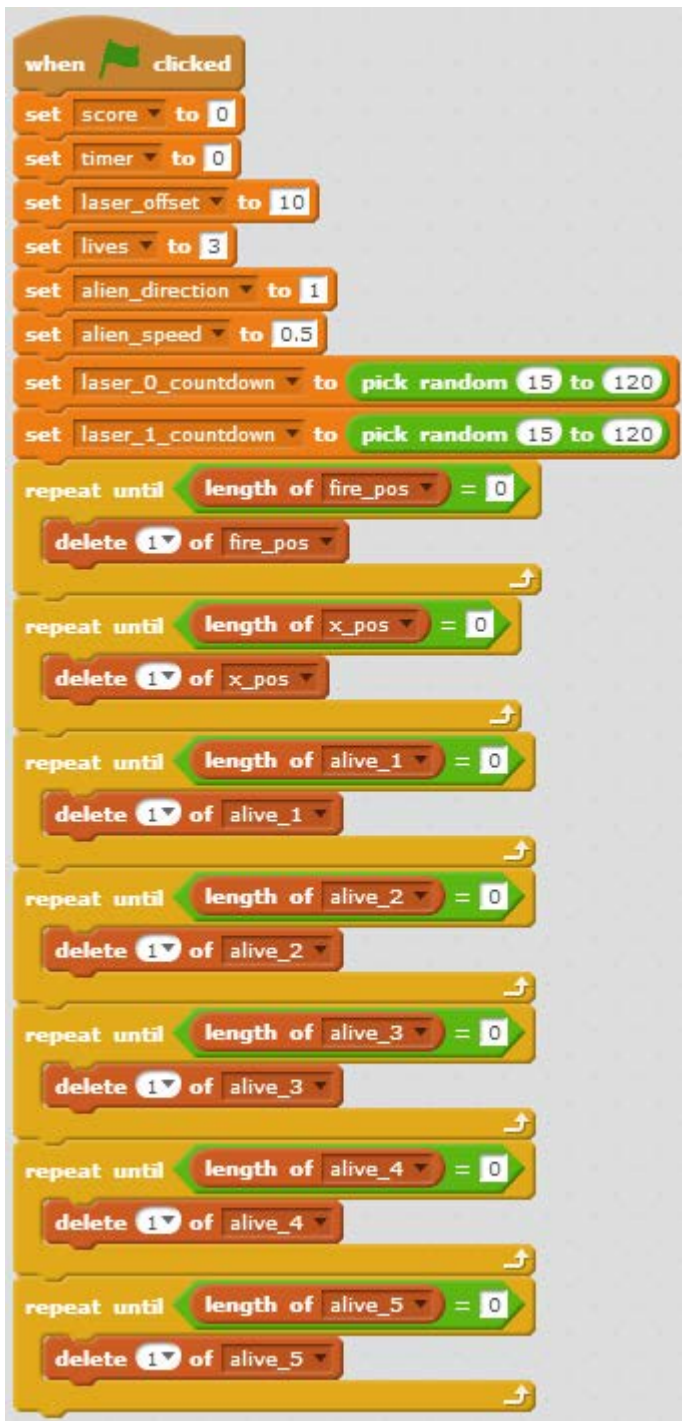 when clicked
set score to 0
set timer to 0
set laser_offset to 10
set lives to 3
set alien_direction to 1
set alien_speed to 0.5
set laser_0_countdown to pick random 15 to 120
set laser_1_countdown to pick random 15 to 120
repeat until length of fire_pos = 0
delete 1 of fire_pos
repeat until length of x_pos = 0
delete 1 of x_pos
repeat until length of alive_1 = 0
delete 1 of alive_1
repeat until length of alive_2 = 0
delete 1 of alive_2
repeat until length of alive_3 = 0
delete 1 of alive_3
repeat until length of alive_4 = 0
delete 1 of alive_4
repeat until length of alive_5 = 0
delete 1 of alive_5